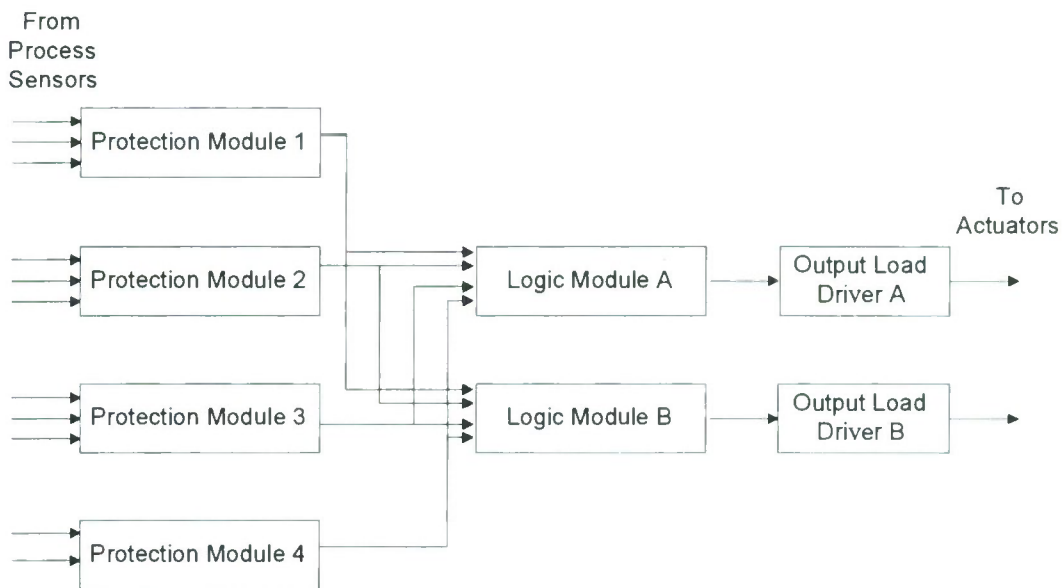 From
Process
Sensors
Protection Module 1
To
Actuators
Protection Module 2
Logic Module A
Output Load
Driver A
Protection Module 3
Logic Module B
Output Load
Driver B
Protection Module 4